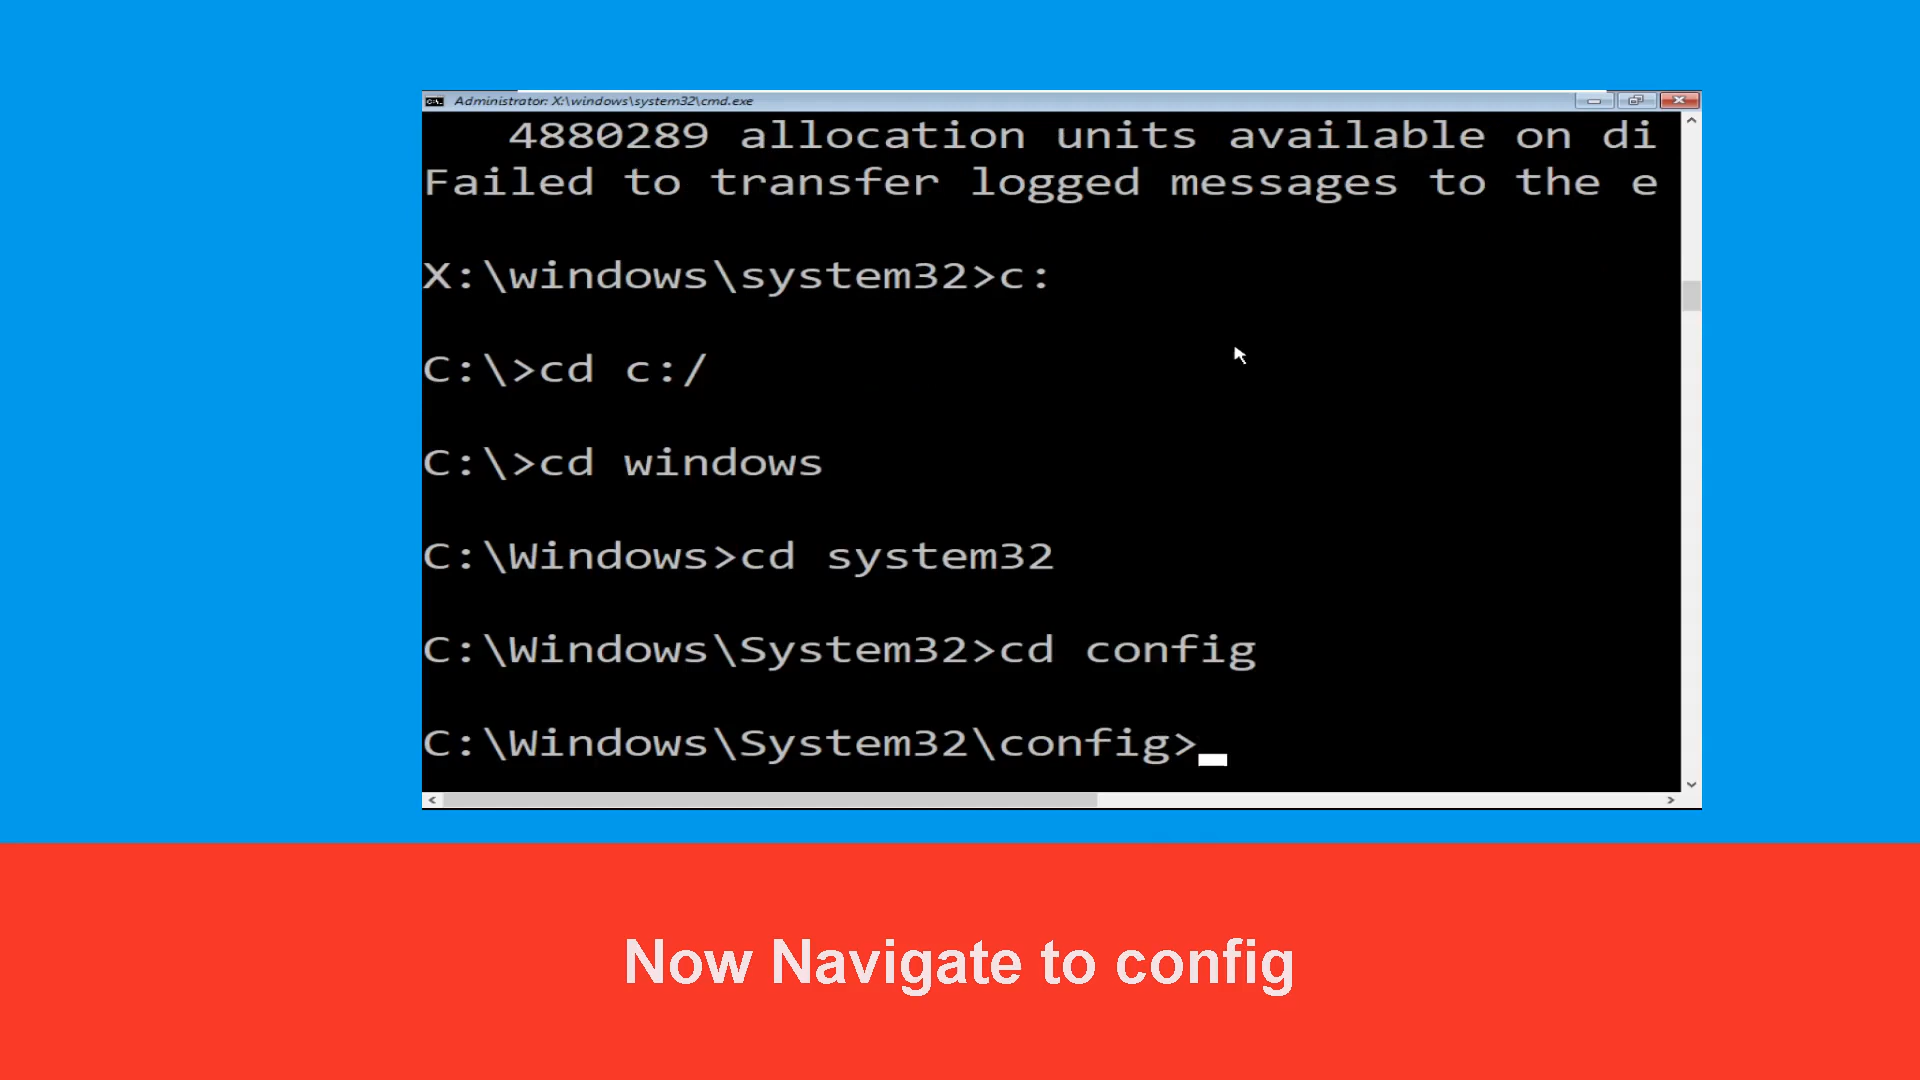 Administrator: X:\windows\system32\cmd.exe
4880289 allocation units available on di
Failed to transfer logged messages to the e
X:\windows\system32>c:
C:\>cd c:/
C:\>cd windows
C:\Windows>cd system32
C:\Windows\System32>cd config
C:\Windows\System32\config>
Now Navigate to config